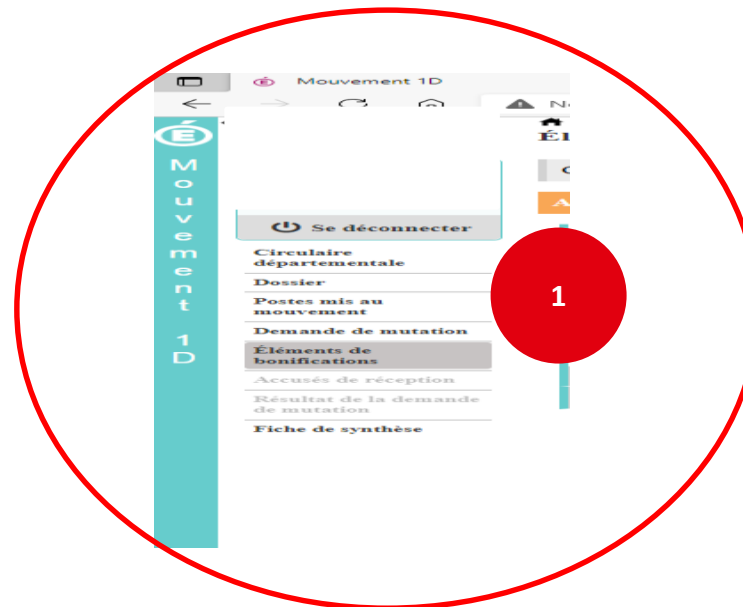 Mouvement 1D
N
Él
Mouvement 1D
Se déconnecter
Circulaire
départementale
Dossier
Postes mis au
mouvement
Demande de mutation
Éléments de
bonifications
Accusés de réception
Résultat de la demande
de mutation
Fiche de synthèse
A
1